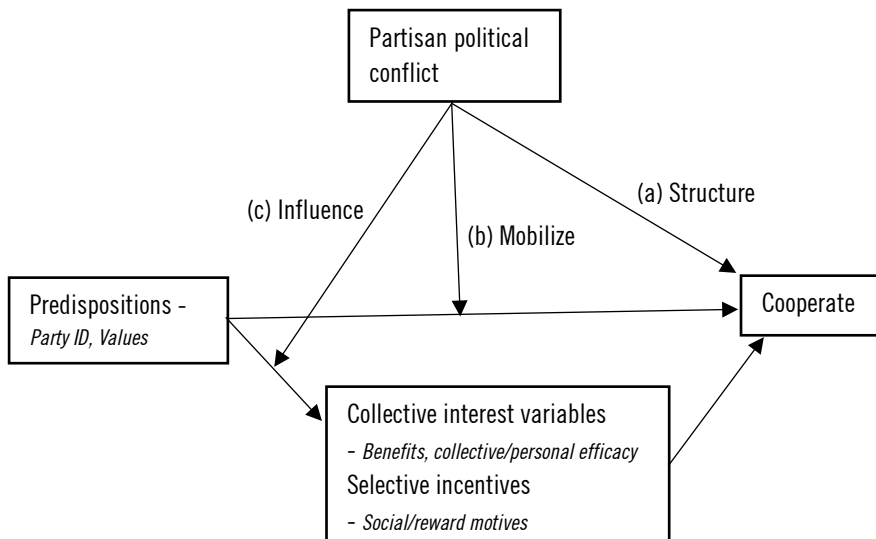 Partisan political
conflict
(a) Structure
(c) Influence
(b) Mobilize
Predispositions -
Party ID, Values
Cooperate
Collective interest variables
- Benefits, collective/personal efficacy
Selective incentives
- Social/reward motives